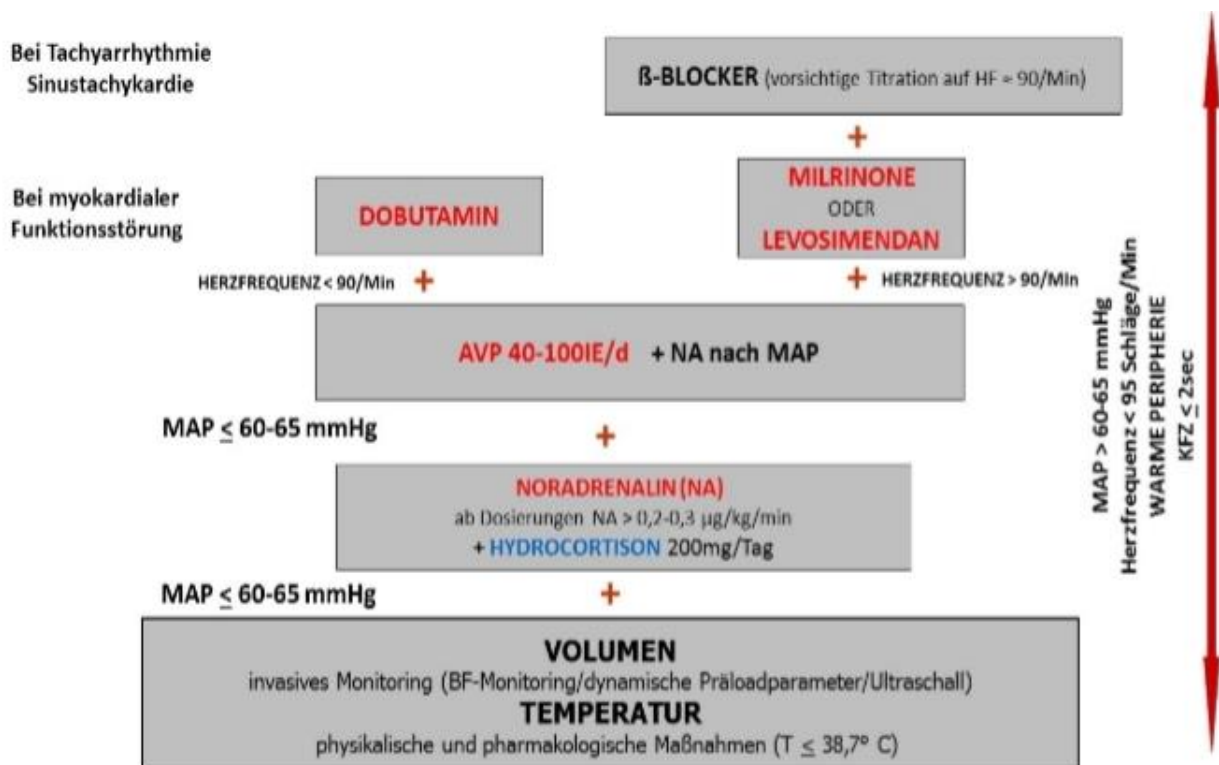 Bei Tachyarrhythmie
Sinustachykardie
ß-BLOCKER (vorsichtige Titration auf HF = 90/Min)
+
Bei myokardialer
Funktionsstörung
DOBUTAMIN
MILRINONE
ODER
LEVOSIMENDAN
HERZFREQUENZ < 90/Min +
+ HERZFREQUENZ > 90/Min
AVP 40-100IE/d + NA nach MAP
MAP ≤ 60-65 mmHg
+
NORADRENALIN (NA)
ab Dosierungen NA > 0,2-0,3 µg/kg/min
+ HYDROCORTISON 200mg/Tag
MAP ≤ 60-65 mmHg
+
VOLUMEN
invasives Monitoring (BF-Monitoring/dynamische Präloadparameter/Ultraschall)
TEMPERATUR
physikalische und pharmakologische Maßnahmen (T ≤ 38,7° C)
MAP > 60-65 mmHg
Herzfrequenz < 95 Schläge/Min
WARME PERIPHERIE
KFZ ≤ 2sec